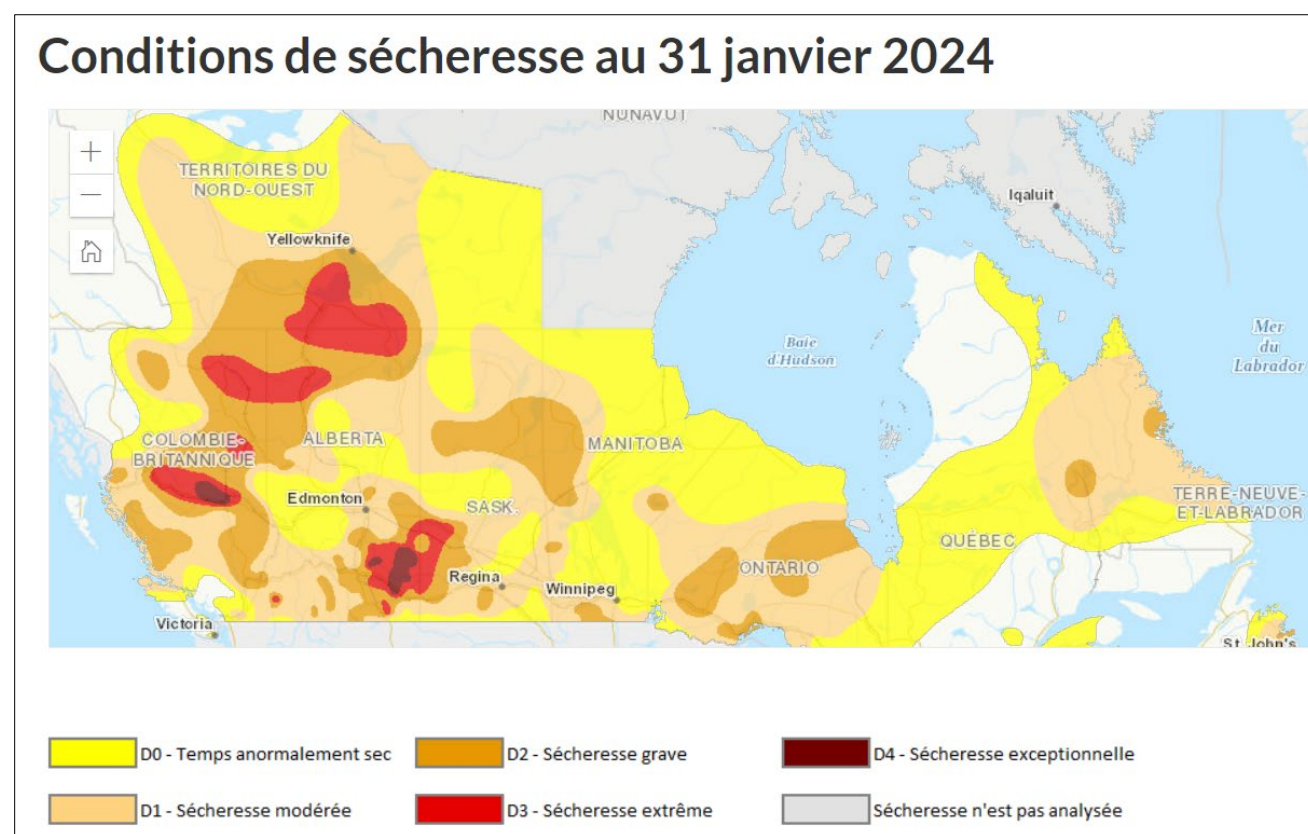 Conditions de sécheresse au 31 janvier 2024
NUNAVUT
+
TERRITOIRES DU
NORD-OUEST
−
Iqaluit
Yellowknife
Baie
d'Hudson
Mer
du
Labrador
COLOMBIE-
BRITANNIQUE
ALBERTA
MANITOBA
Edmonton
SASK.
TERRE-NEUVE-
ET-LABRADOR
QUÉBEC
ONTARIO
Regina
Winnipeg
Victoria
St. John's
D0 - Temps anormalement sec
D2 - Sécheresse grave
D4 - Sécheresse exceptionnelle
D1 - Sécheresse modérée
D3 - Sécheresse extrême
Sécheresse n'est pas analysée